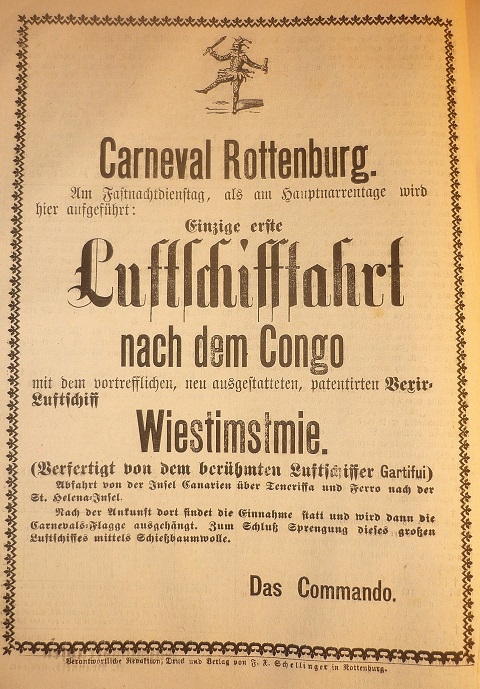 Carneval Rottenburg.
Am Fastnachtdienstag, als am Hauptnarrentage wird
hier aufgeführt:
Einzige erste
Luftschifffahrt
nach dem Congo
mit dem vortrefflichen, neu ausgestatteten, patentirten Vexir-
Luftschiff
Wiestimstmie.
(Verfertigt von dem berühmten Luftschiffer Gartifui)
Abfahrt von der Insel Canarien über Teneriffa und Ferro nach der
St. Helena-Insel.
Nach der Ankunft dort findet die Einnahme statt und wird dann die
Carnevals-Flagge ausgehängt. Zum Schluß Sprengung dieses großen
Luftschiffes mittels Schießbaumwolle.
Das Commando.
Verantwortliche Redaktion, Druck und Verlag von F. X. Schellinger in Rottenburg.